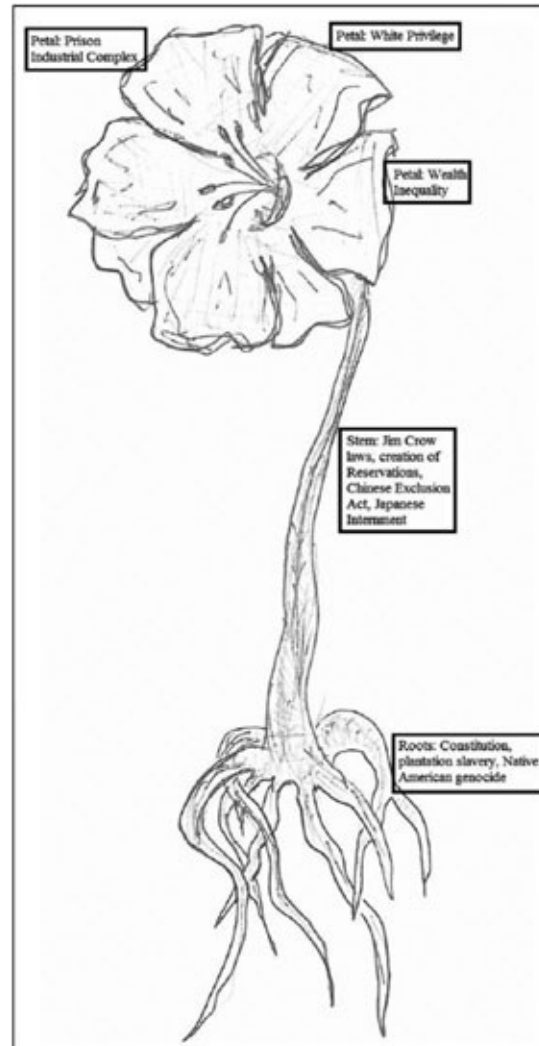 Petal: Prison
Industrial Complex
Petal: White Privilege
Petal: Wealth
Inequality
Stem: Jim Crow
laws, creation of
Reservations,
Chinese Exclusion
Act, Japanese
Internment
Roots: Constitution,
plantation slavery, Native
American genocide